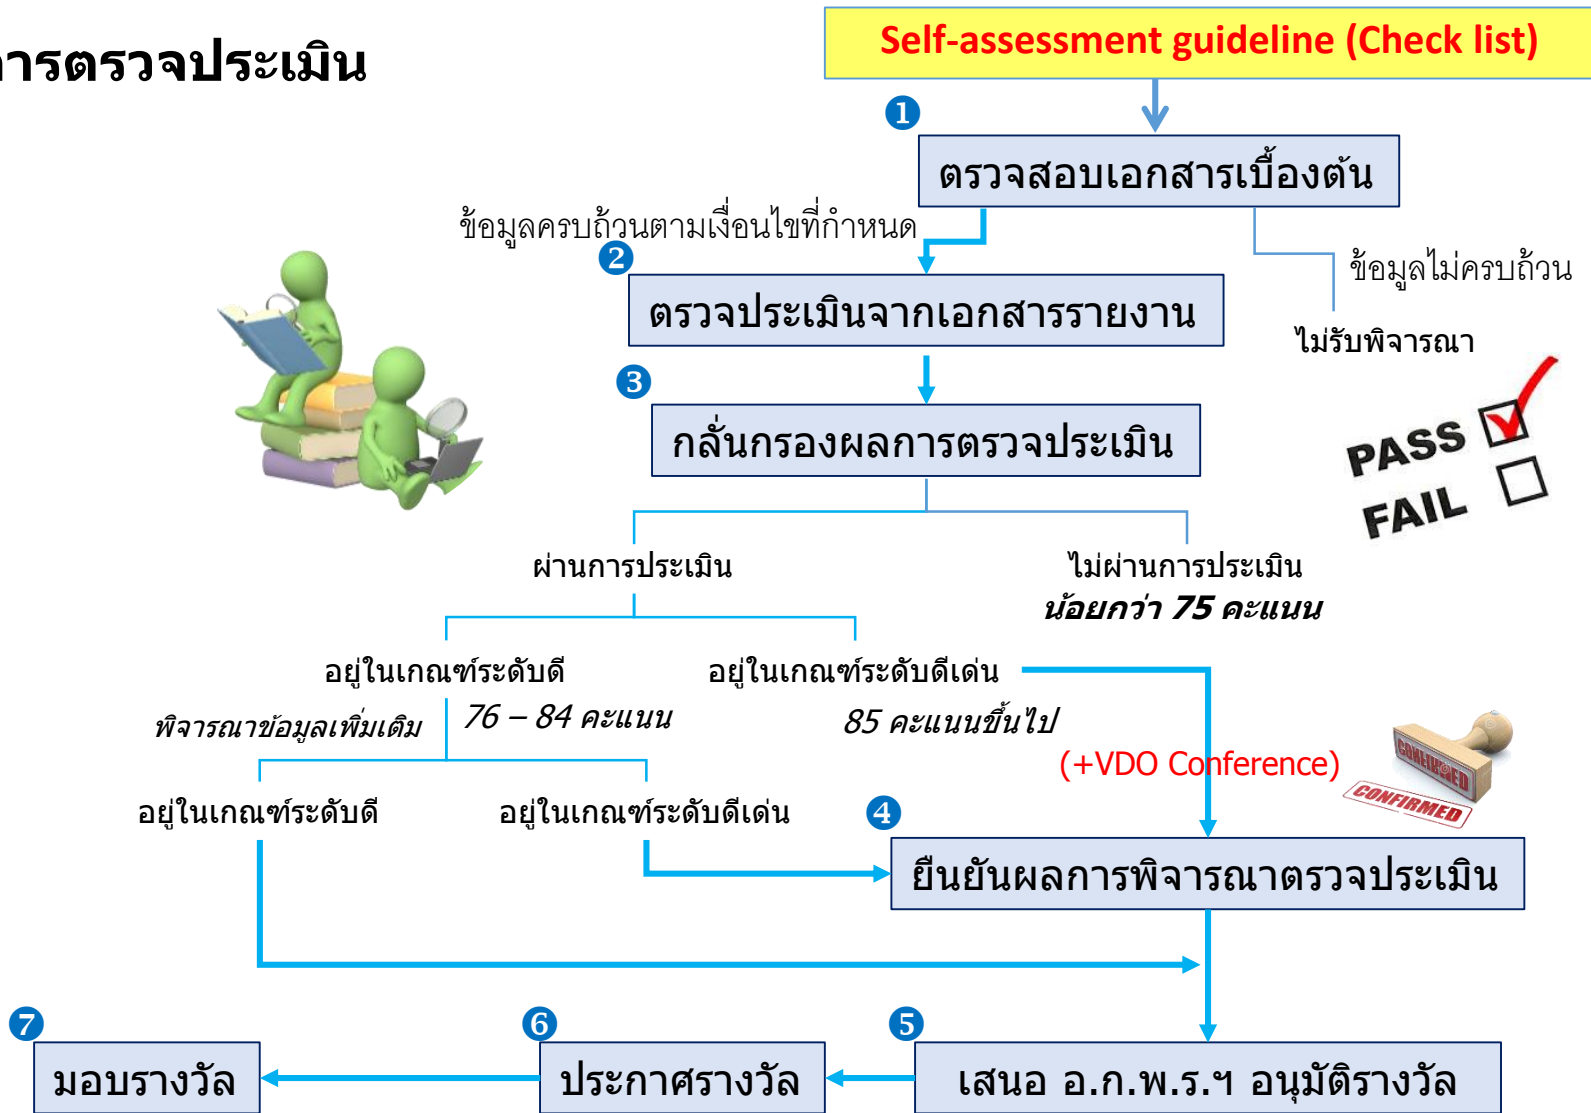 การตรวจประเมิน
Self-assessment guideline (Check list)
1
ตรวจสอบเอกสารเบื้องต้น
ข้อมูลครบถ้วนตามเงื่อนไขที่กำหนด
ข้อมูลไม่ครบถ้วน
2
ตรวจประเมินจากเอกสารรายงาน
ไม่รับพิจารณา
3
กลั่นกรองผลการตรวจประเมิน
PASS
FAIL
ผ่านการประเมิน
ไม่ผ่านการประเมิน
น้อยกว่า 75 คะแนน
อยู่ในเกณฑ์ระดับดี
อยู่ในเกณฑ์ระดับดีเด่น
พิจารณาข้อมูลเพิ่มเติม
76 – 84 คะแนน
85 คะแนนขึ้นไป
(+VDO Conference)
CONFIRMED
CONFIRMED
อยู่ในเกณฑ์ระดับดี
อยู่ในเกณฑ์ระดับดีเด่น
4
ยืนยันผลการพิจารณาตรวจประเมิน
7
6
5
มอบรางวัล
ประกาศรางวัล
เสนอ อ.ก.พ.ร.ฯ อนุมัติรางวัล